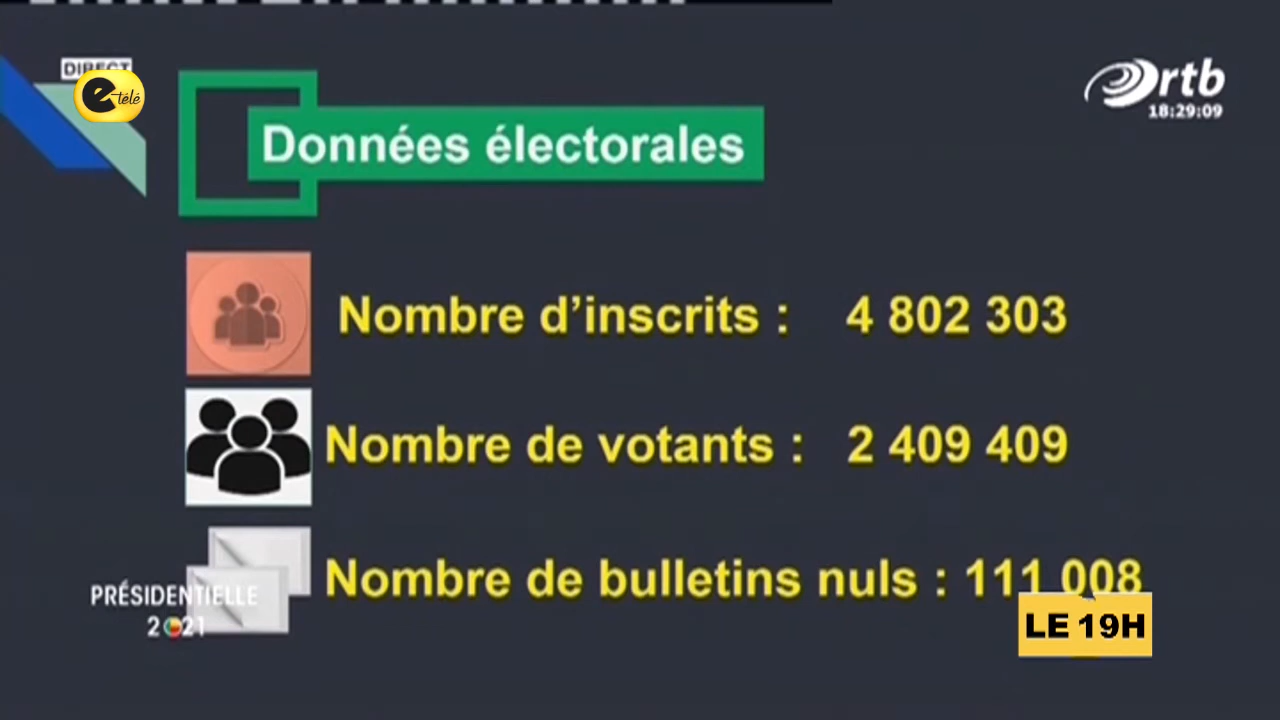 DIRECT
e-télé
rtb
18:29:09
Données électorales
Nombre d’inscrits : 4 802 303
Nombre de votants : 2 409 409
Nombre de bulletins nuls : 111 008
PRÉSIDENTIELLE
2021
LE 19H